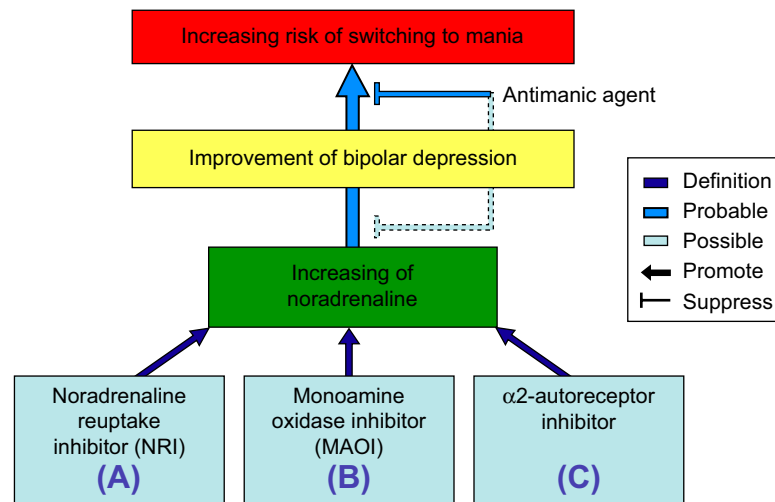 Increasing risk of switching to mania
Antimanic agent
Improvement of bipolar depression
Definition
Probable
Possible
Promote
Suppress
Increasing of
noradrenaline
Noradrenaline
reuptake
inhibitor (NRI)
(A)
Monoamine
oxidase inhibitor
(MAOI)
(B)
α2-autoreceptor
inhibitor
(C)